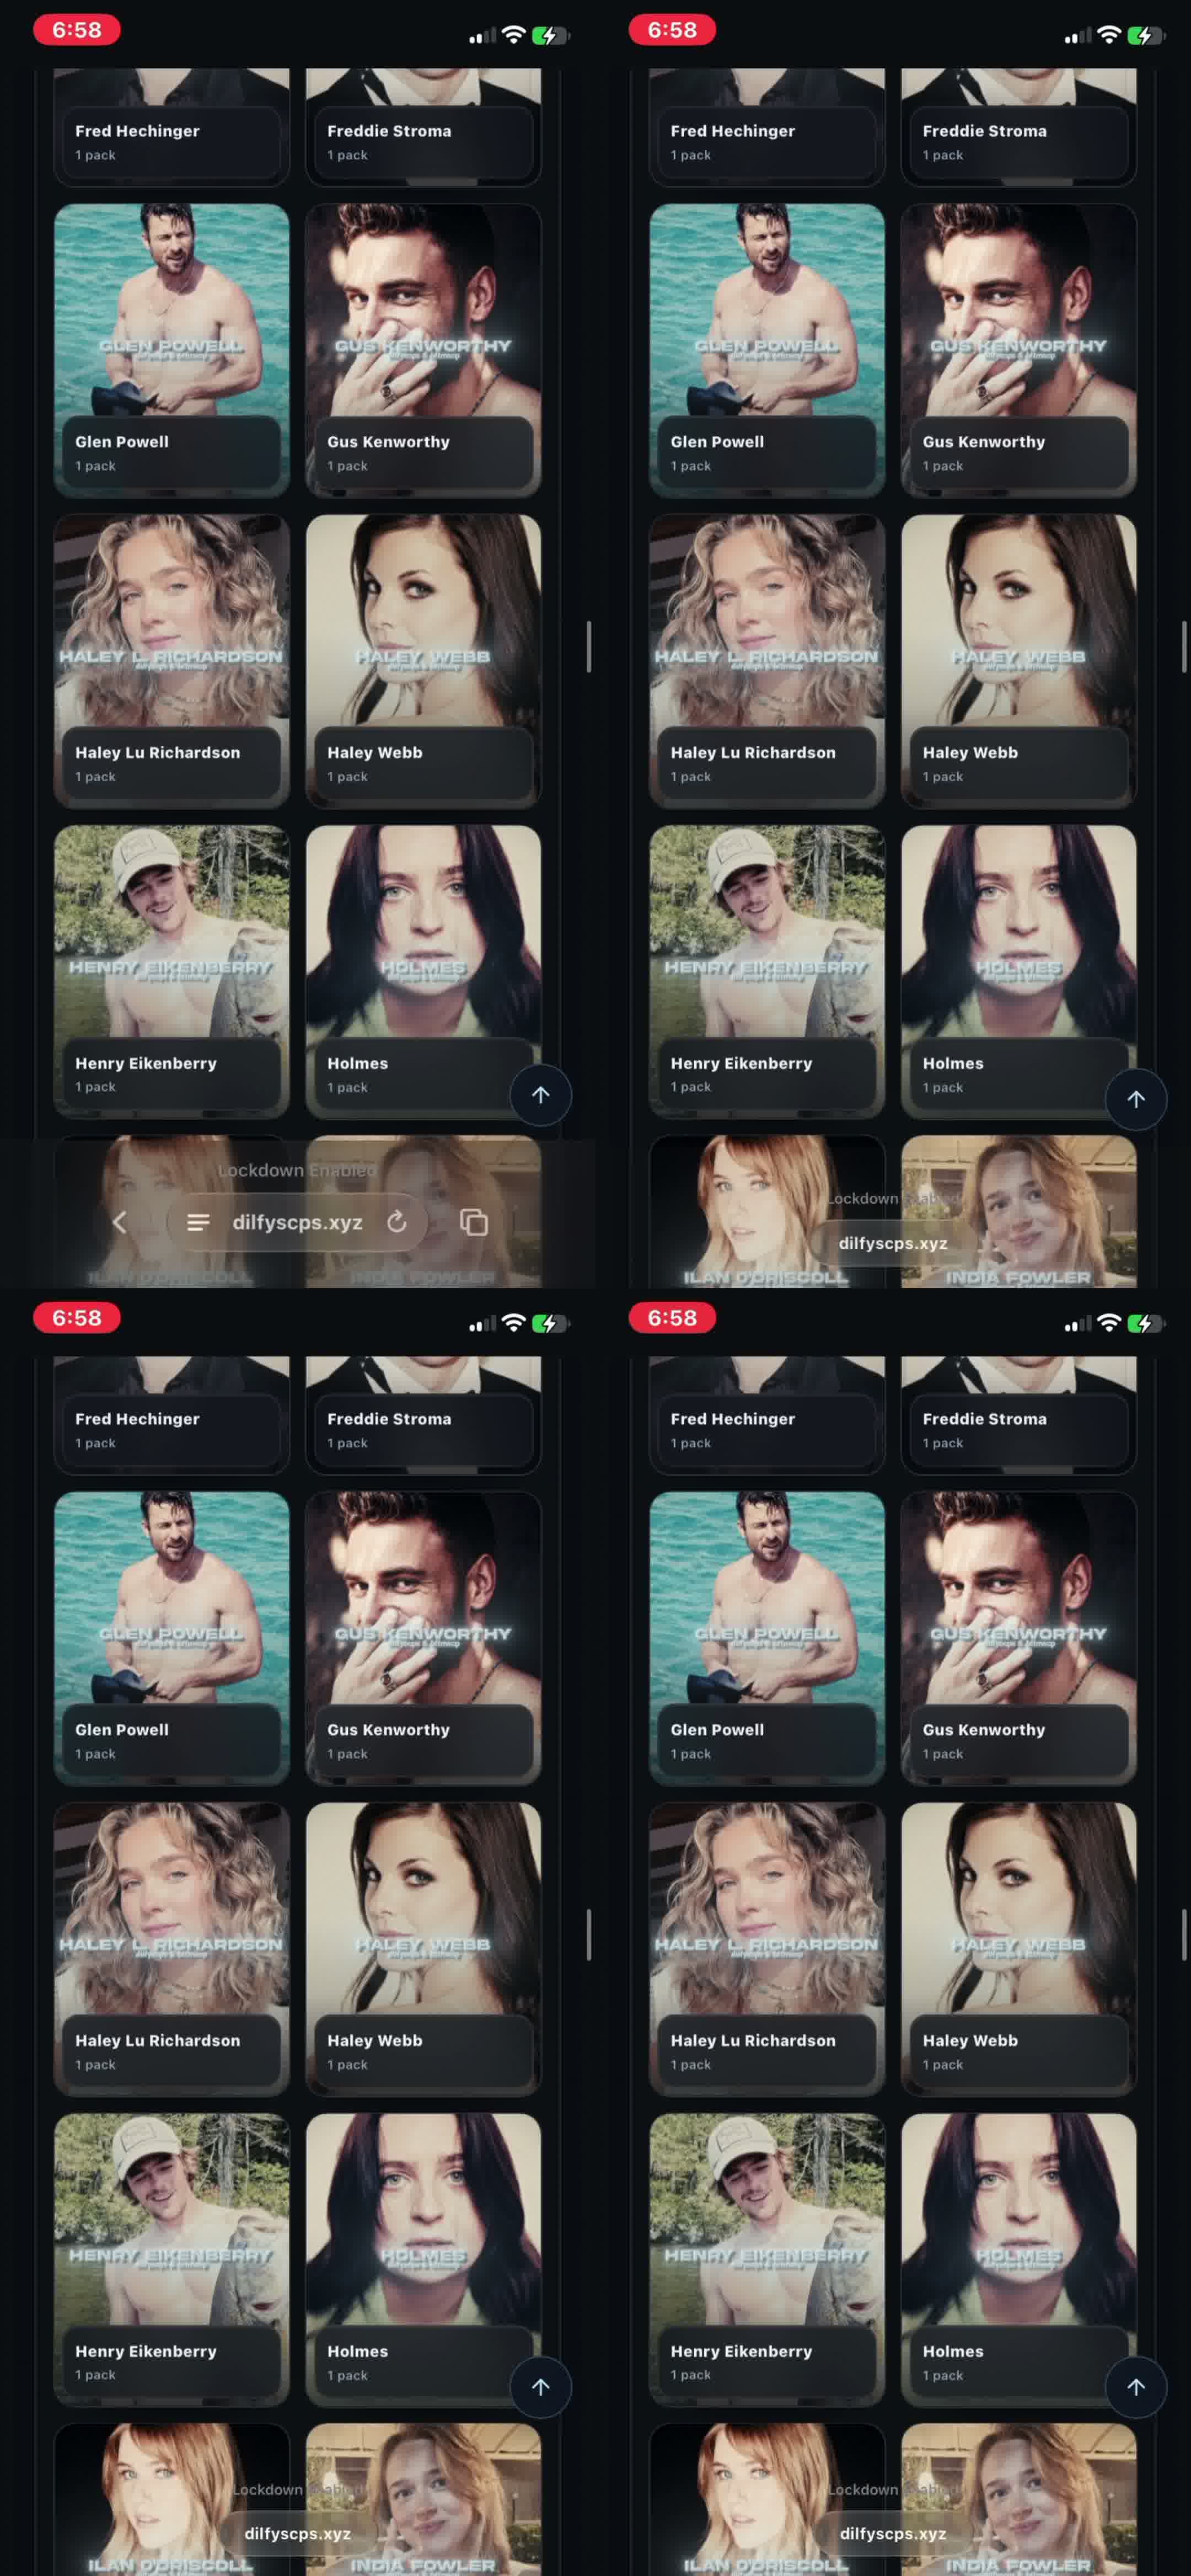 6:58
Fred Hechinger
1 pack
Freddie Stroma
1 pack
GLEN POWELL
Glen Powell
1 pack
GUS KENWORTHY
Gus Kenworthy
1 pack
HALEY L. RICHARDSON
Haley Lu Richardson
1 pack
HALEY WEBB
Haley Webb
1 pack
HENRY EIKENBERRY
Henry Eikenberry
1 pack
HOLMES
Holmes
1 pack
Lockdown Enabled
dilfyscps.xyz
ILAN O'DRISCOLL
INDIA FOWLER
6:58
Fred Hechinger
1 pack
Freddie Stroma
1 pack
GLEN POWELL
Glen Powell
1 pack
GUS KENWORTHY
Gus Kenworthy
1 pack
HALEY L. RICHARDSON
Haley Lu Richardson
1 pack
HALEY WEBB
Haley Webb
1 pack
HENRY EIKENBERRY
Henry Eikenberry
1 pack
HOLMES
Holmes
1 pack
Lockdown Enabled
dilfyscps.xyz
ILAN O'DRISCOLL
INDIA FOWLER
6:58
Fred Hechinger
1 pack
Freddie Stroma
1 pack
GLEN POWELL
Glen Powell
1 pack
GUS KENWORTHY
Gus Kenworthy
1 pack
HALEY L. RICHARDSON
Haley Lu Richardson
1 pack
HALEY WEBB
Haley Webb
1 pack
HENRY EIKENBERRY
Henry Eikenberry
1 pack
HOLMES
Holmes
1 pack
Lockdown Enabled
dilfyscps.xyz
ILAN O'DRISCOLL
INDIA FOWLER
6:58
Fred Hechinger
1 pack
Freddie Stroma
1 pack
GLEN POWELL
Glen Powell
1 pack
GUS KENWORTHY
Gus Kenworthy
1 pack
HALEY L. RICHARDSON
Haley Lu Richardson
1 pack
HALEY WEBB
Haley Webb
1 pack
HENRY EIKENBERRY
Henry Eikenberry
1 pack
HOLMES
Holmes
1 pack
Lockdown Enabled
dilfyscps.xyz
ILAN O'DRISCOLL
INDIA FOWLER